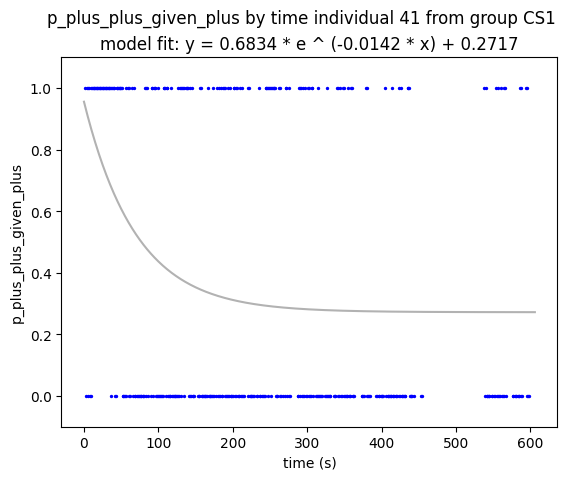 p_plus_plus_given_plus by time individual 41 from group CS1
model fit: y = 0.6834 * e ^ (-0.0142 * x) + 0.2717
1.0
0.8
0.6
0.4
0.2
0.0
p_plus_plus_given_plus
0 100 200 300 400 500 600
time (s)